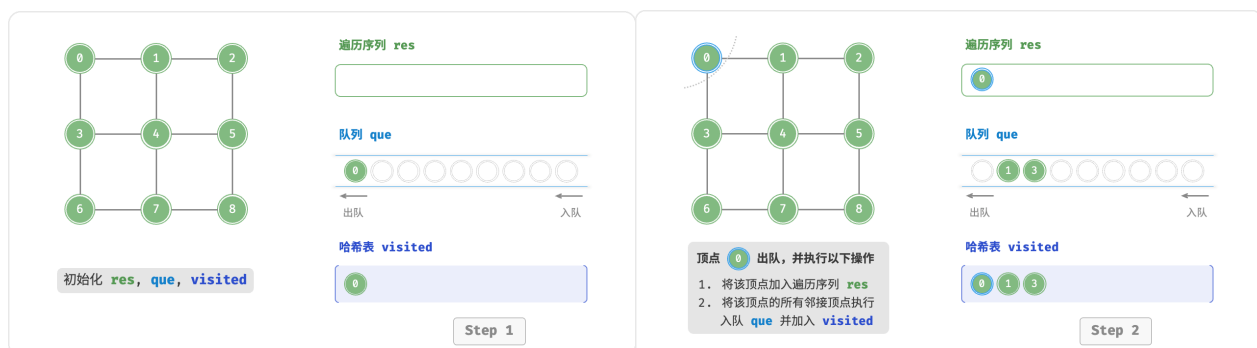 0 1 2
3 4 5
6 7 8
初始化 res, que, visited
遍历序列 res
队列 que
0
出队 入队
哈希表 visited
0
Step 1
0 1 2
3 4 5
6 7 8
顶点 0 出队，并执行以下操作
1. 将该顶点加入遍历序列 res
2. 将该顶点的所有邻接顶点执行
入队 que 并加入 visited
遍历序列 res
0
队列 que
1 3
出队 入队
哈希表 visited
0 1 3
Step 2